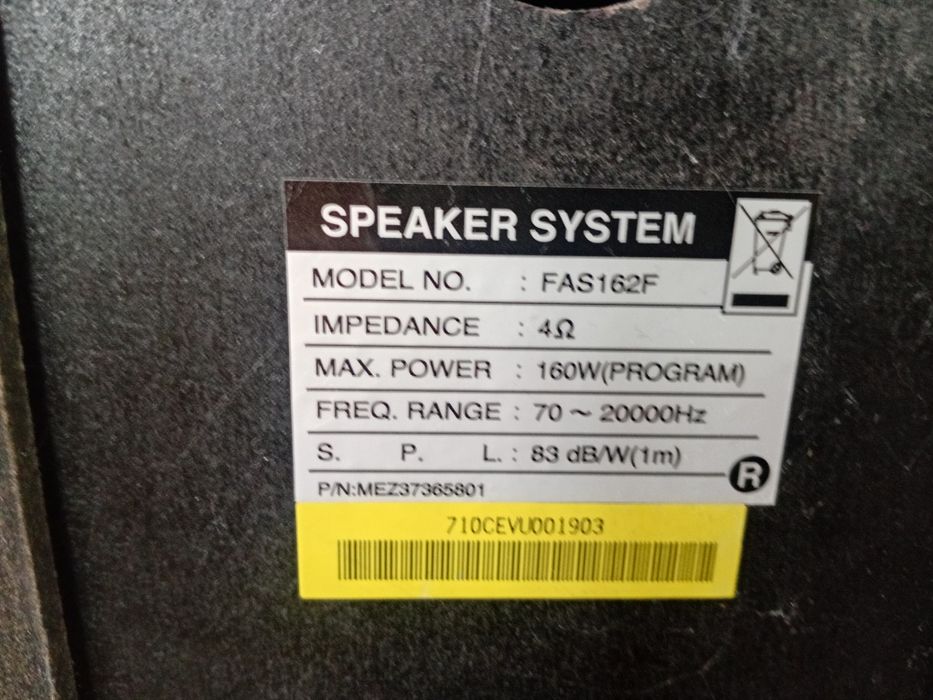 SPEAKER SYSTEM
MODEL NO. : FAS162F
IMPEDANCE : 4Ω
MAX. POWER : 160W(PROGRAM)
FREQ. RANGE : 70 ~ 20000Hz
S. P. L. : 83 dB/W(1m)
R
P/N:MEZ37365801
710CEVU001903